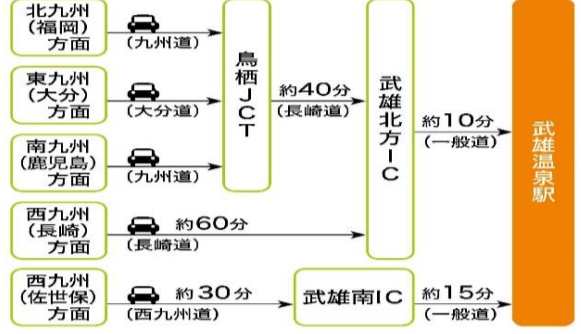 北九州
(福岡)
方面
(九州道)
東九州
(大分)
方面
(大分道)
南九州
(鹿児島)
方面
(九州道)
鳥栖JCT
約40分
(長崎道)
西九州
(長崎)
方面
約60分
(長崎道)
武雄北方IC
約10分
(一般道)
西九州
(佐世保)
方面
約30分
(西九州道)
武雄南IC
約15分
(一般道)
武雄温泉駅